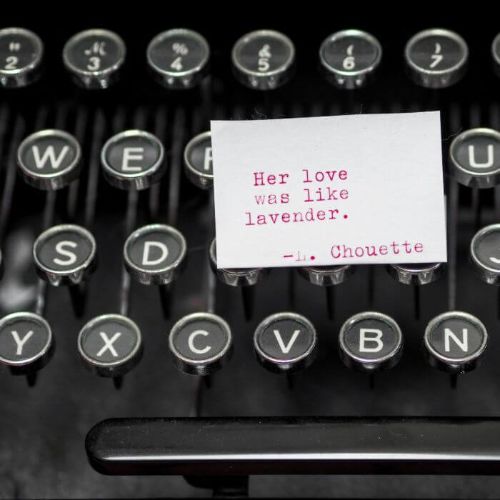 2 3 4 5 6 7
" M % & ( )
W E U
Her love
was like
lavender.
-L. Chouette
S D J
Y X C V B N